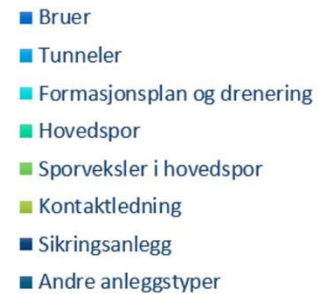 Bruer
Tunneler
Formasjonsplan og drenering
Hovedspor
Sporveksler i hovedspor
Kontaktledning
Sikringsanlegg
Andre anleggstyper